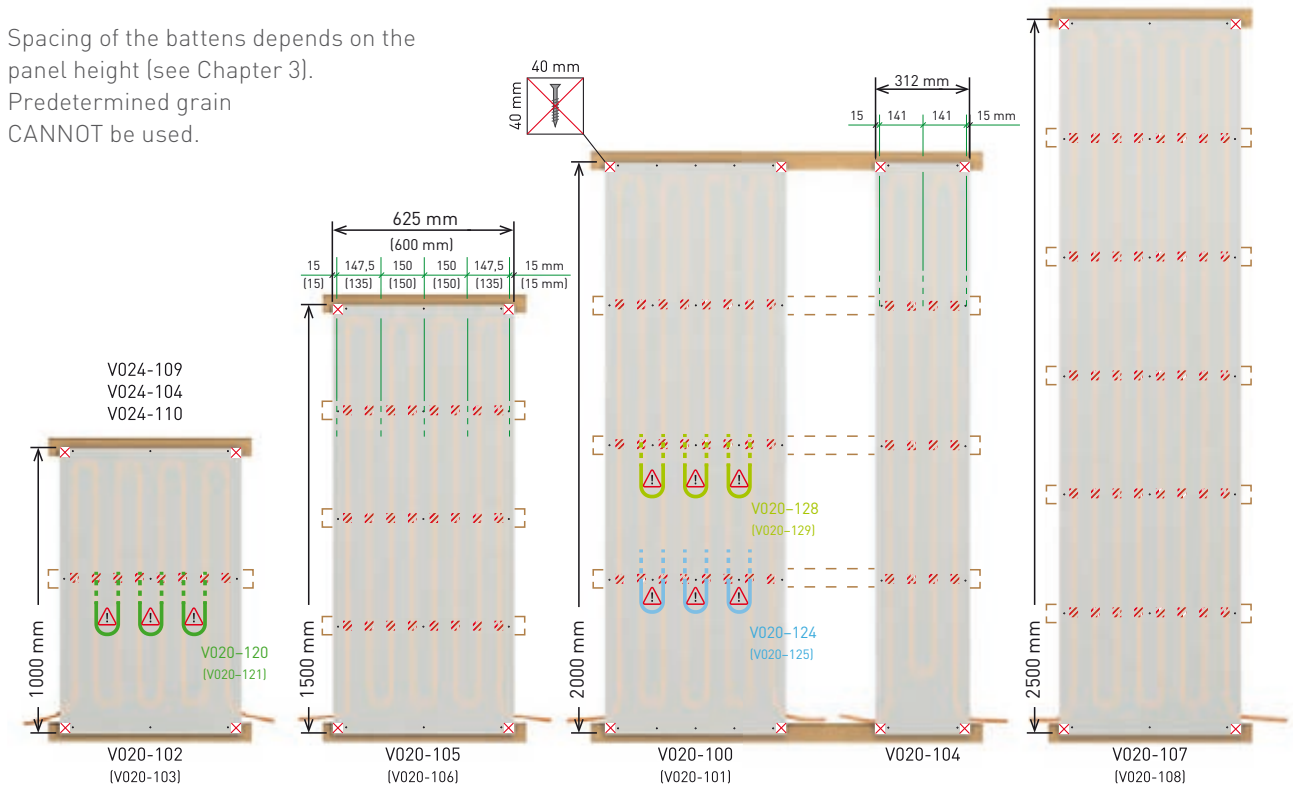 Spacing of the battens depends on the
panel height (see Chapter 3).
Predetermined grain
CANNOT be used.
40 mm
40 mm
312 mm
15 141 141 15 mm
625 mm
(600 mm)
15 147,5 150 150 147,5 15 mm
(15) (135) (150) (150) (135) (15 mm)
V024-109
V024-104
V024-110
1000 mm
1500 mm
2000 mm
2500 mm
! ! !
V020–128
(V020–129)
! ! !
V020–124
(V020–125)
! ! !
V020–120
(V020–121)
V020-102
(V020-103)
V020-105
(V020-106)
V020-100
(V020-101)
V020-104
V020-107
(V020-108)